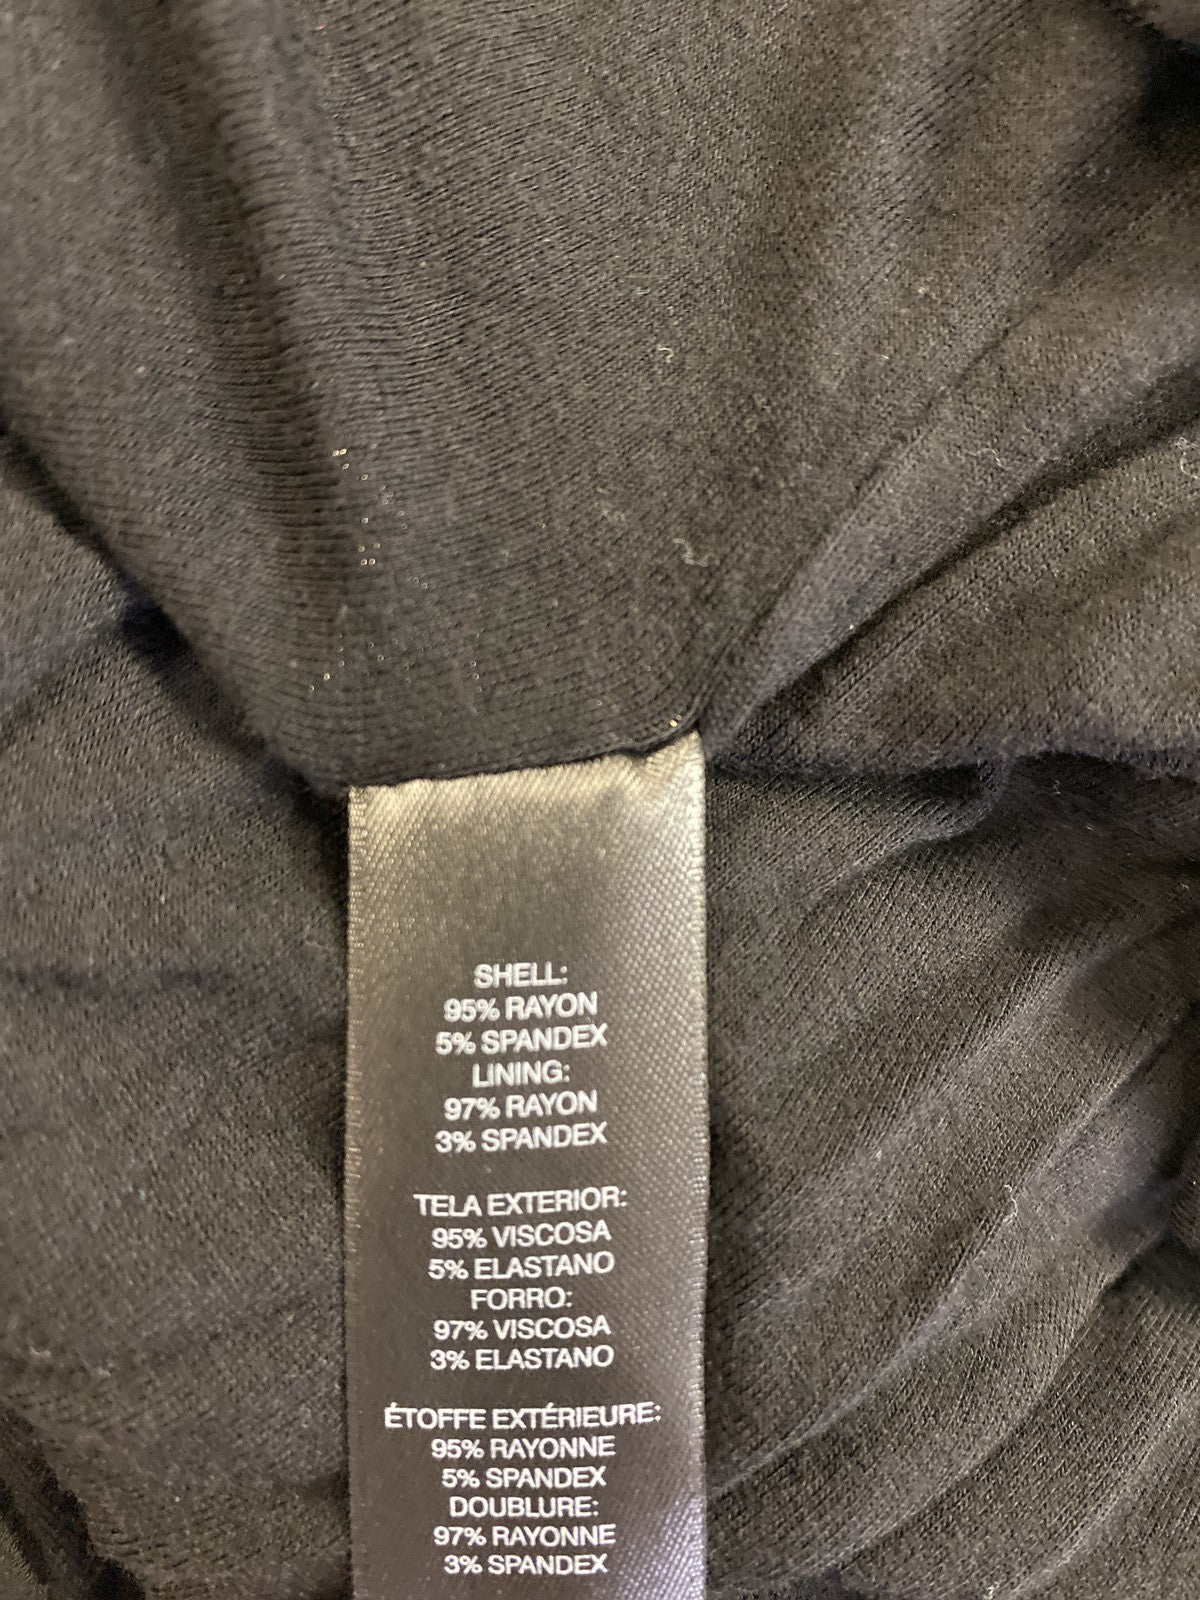 SHELL:
95% RAYON
5% SPANDEX
LINING:
97% RAYON
3% SPANDEX
TELA EXTERIOR:
95% VISCOSA
5% ELASTANO
FORRO:
97% VISCOSA
3% ELASTANO
ÉTOFFE EXTÉRIEURE:
95% RAYONNE
5% SPANDEX
DOUBLURE:
97% RAYONNE
3% SPANDEX